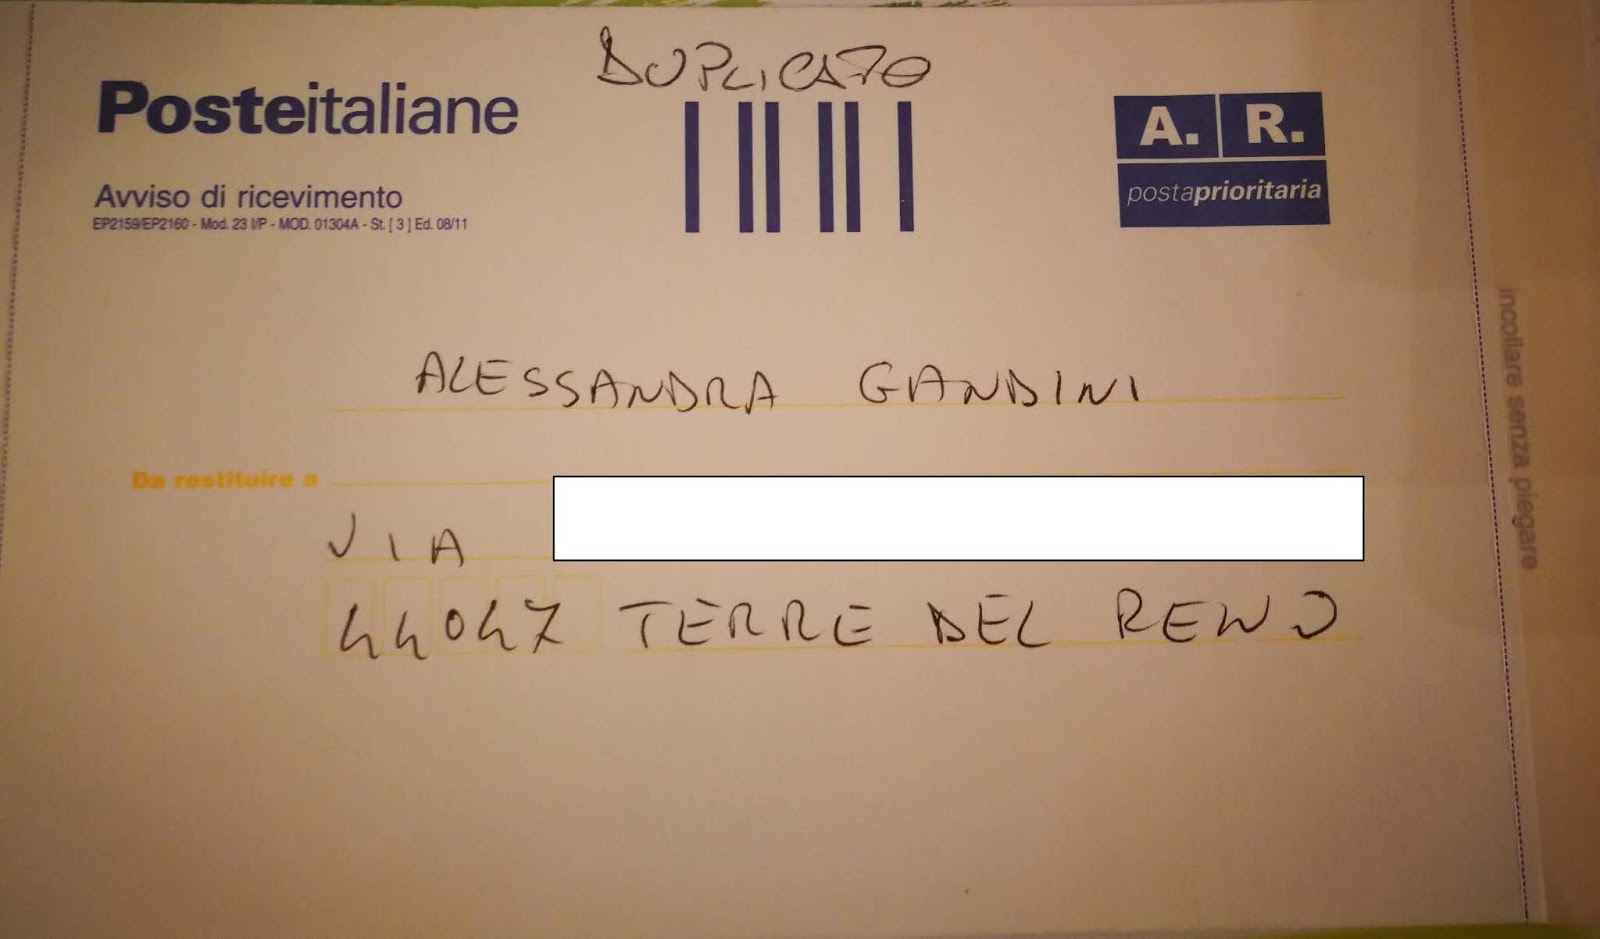 DUPLICATO
Posteitaliane
A. R.
postaprioritaria
Avviso di ricevimento
EP2159/EP2160 - Mod. 23 I/P - MOD. 01304A - St. [ 3 ] Ed. 08/11
ALESSANDRA GANDINI
Da restituire a
VIA
44047 TERRE DEL RENO
incollare senza piegare